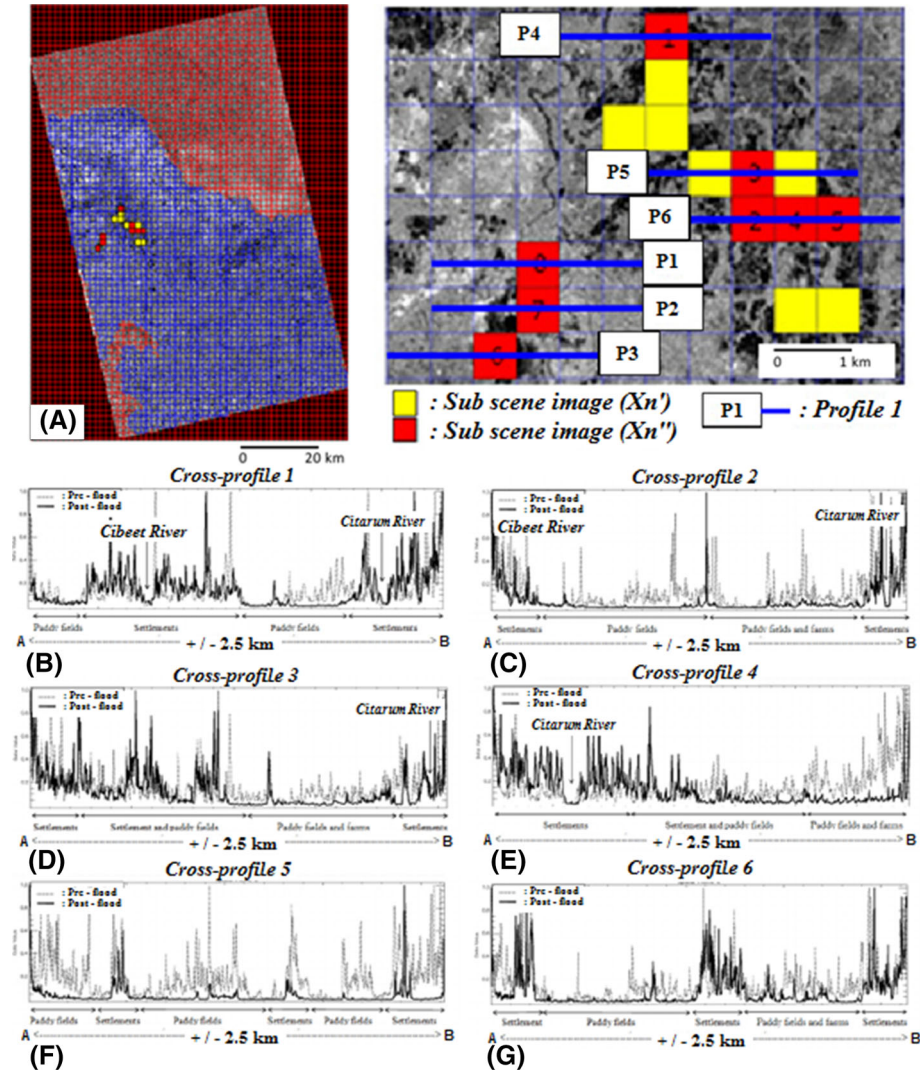 P4
P5
3
P6
2 4 5
P1
P2
7
P3
6
(A)
0 20 km
0 1 km
: Sub scene image (Xn')
: Sub scene image (Xn'')
P1 : Profile 1
Cross-profile 1
: Pre - flood
: Post - flood
Cibeet River
Citarum River
Paddy fields Settlements Paddy fields Settlements
A + / - 2.5 km B
(B)
Cross-profile 2
: Pre - flood
: Post - flood
Cibeet River
Citarum River
Settlements Paddy fields Paddy fields and farms Settlements
A + / - 2.5 km B
(C)
Cross-profile 3
: Pre - flood
: Post - flood
Citarum River
Settlements Settlement and paddy fields Paddy fields and farms Settlements
A + / - 2.5 km B
(D)
Cross-profile 4
: Pre - flood
: Post - flood
Citarum River
Settlements Settlement and paddy fields Paddy fields and farms
A + / - 2.5 km B
(E)
Cross-profile 5
: Pre - flood
: Post - flood
Paddy fields Settlements Paddy fields Settlements Paddy fields Settlements
A + / - 2.5 km B
(F)
Cross-profile 6
: Pre - flood
: Post - flood
Settlement Paddy fields Settlements Paddy fields and farms Settlements
A + / - 2.5 km B
(G)